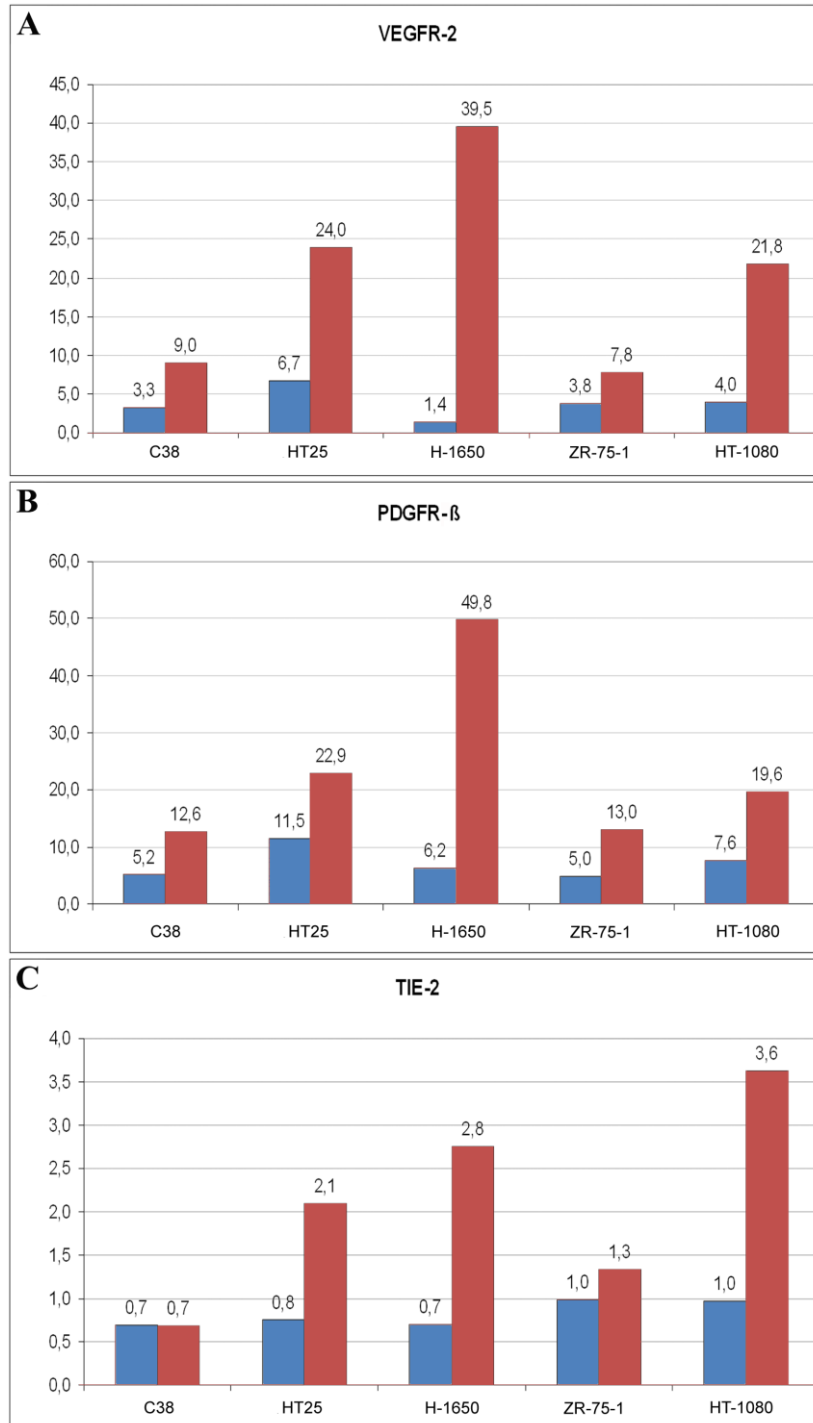 A
VEGFR-2
45,0
40,0
35,0
30,0
25,0
20,0
15,0
10,0
5,0
0,0
3,3
9,0
6,7
24,0
1,4
39,5
3,8
7,8
4,0
21,8
C38
HT25
H-1650
ZR-75-1
HT-1080
B
PDGFR-ß
60,0
50,0
40,0
30,0
20,0
10,0
0,0
5,2
12,6
11,5
22,9
6,2
49,8
5,0
13,0
7,6
19,6
C38
HT25
H-1650
ZR-75-1
HT-1080
C
TIE-2
4,0
3,5
3,0
2,5
2,0
1,5
1,0
0,5
0,0
0,7
0,7
0,8
2,1
0,7
2,8
1,0
1,3
1,0
3,6
C38
HT25
H-1650
ZR-75-1
HT-1080